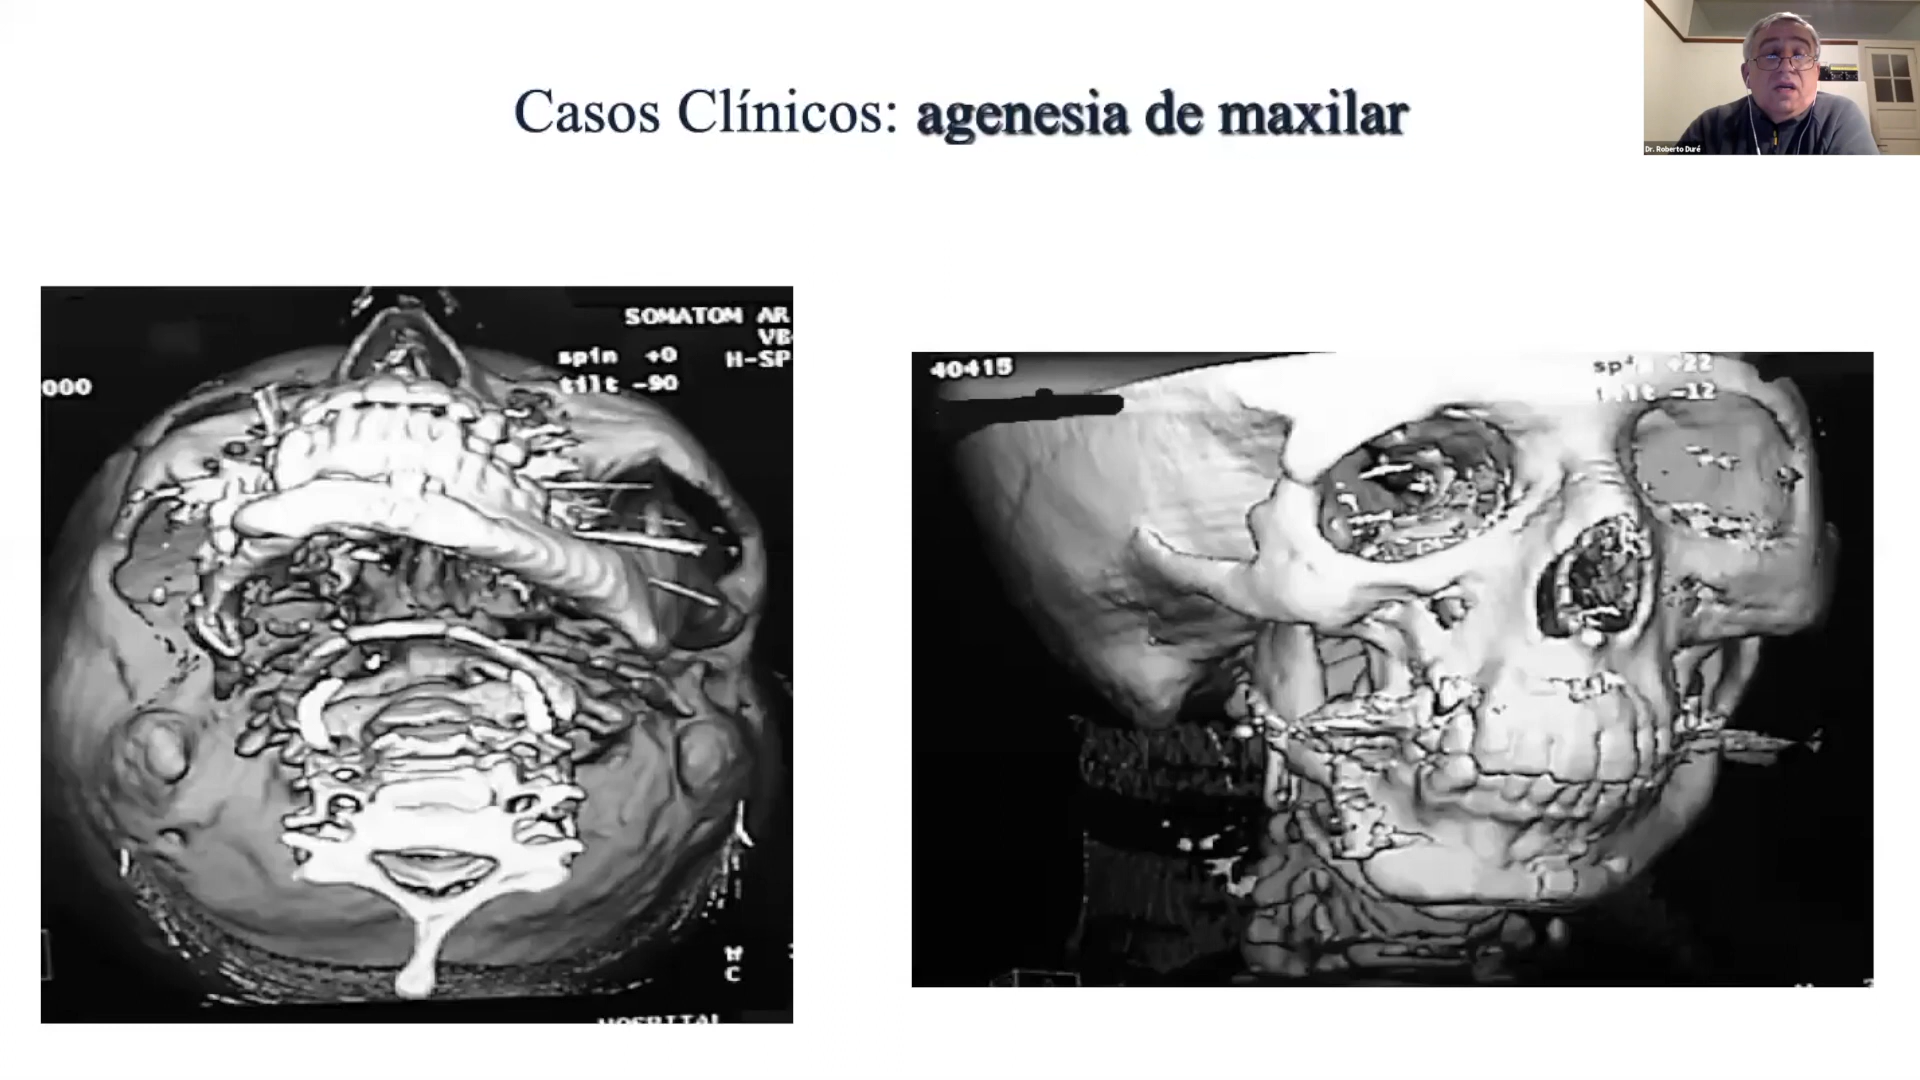 Casos Clínicos: agenesia de maxilar
Dr. Roberto Duré
SOMATOM AR
VB
spin +0
H-SP
tilt -90
000
M
C
HOSPITAL
40415
+22
tilt -12